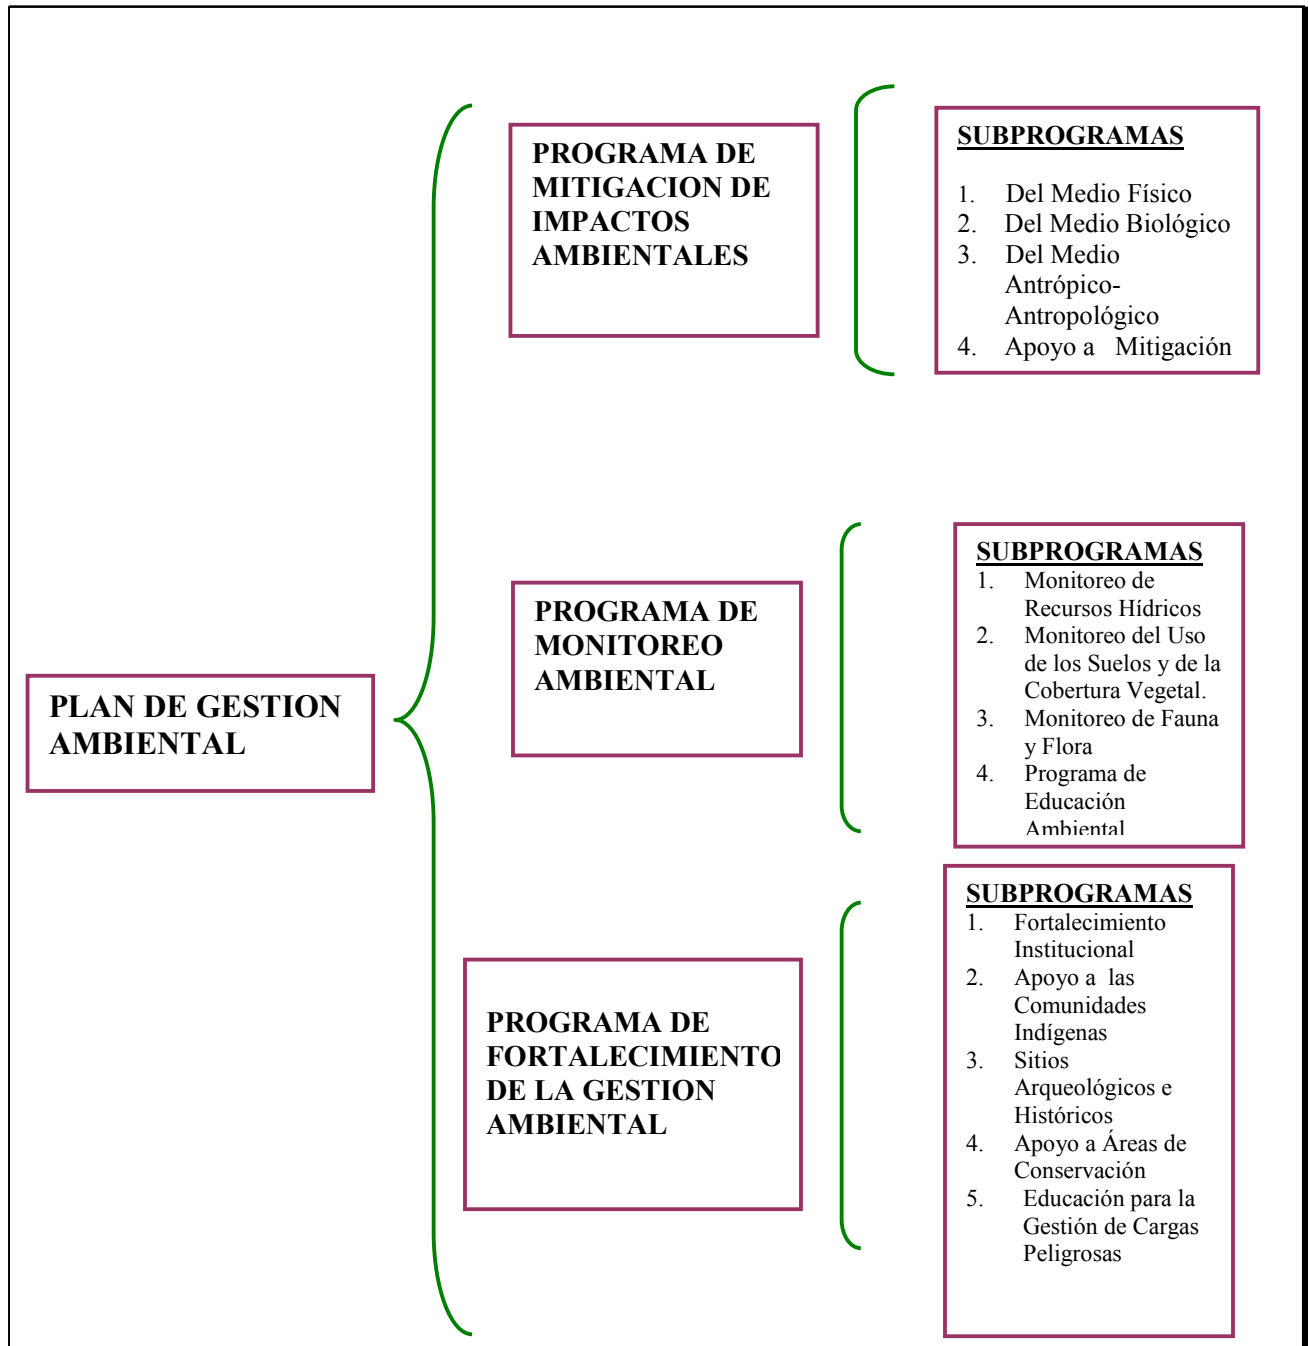 PLAN DE GESTION
AMBIENTAL
PROGRAMA DE
MITIGACION DE
IMPACTOS
AMBIENTALES
SUBPROGRAMAS
1. Del Medio Físico
2. Del Medio Biológico
3. Del Medio
Antrópico-
Antropológico
4. Apoyo a Mitigación
PROGRAMA DE
MONITOREO
AMBIENTAL
SUBPROGRAMAS
1. Monitoreo de
Recursos Hídricos
2. Monitoreo del Uso
de los Suelos y de la
Cobertura Vegetal.
3. Monitoreo de Fauna
y Flora
4. Programa de
Educación
Ambiental
PROGRAMA DE
FORTALECIMIENTO
DE LA GESTION
AMBIENTAL
SUBPROGRAMAS
1. Fortalecimiento
Institucional
2. Apoyo a las
Comunidades
Indígenas
3. Sitios
Arqueológicos e
Históricos
4. Apoyo a Áreas de
Conservación
5. Educación para la
Gestión de Cargas
Peligrosas